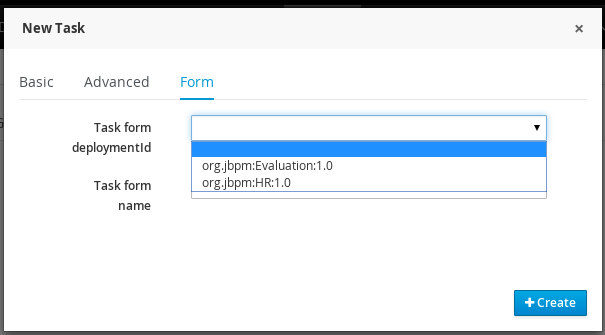 New Task ×
Basic Advanced Form
Task form
deploymentId
org.jbpm:Evaluation:1.0
org.jbpm:HR:1.0
Task form
name
+ Create